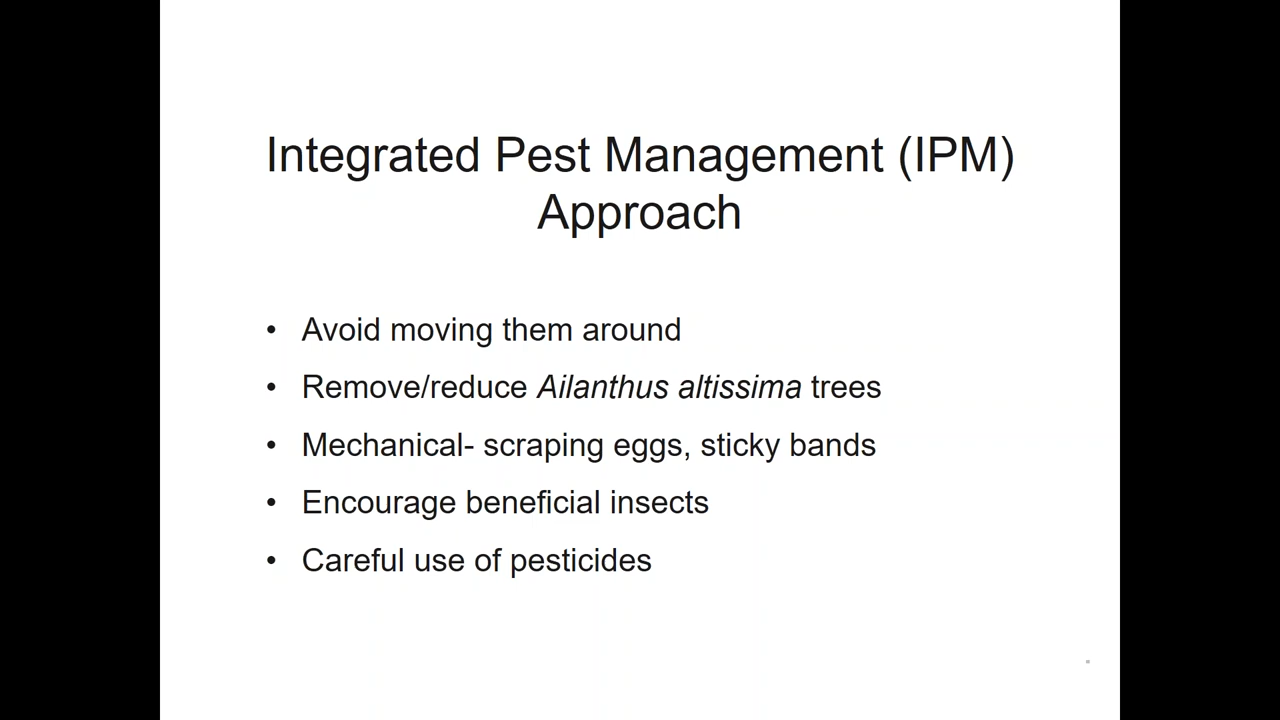 Integrated Pest Management (IPM)
Approach
• Avoid moving them around
• Remove/reduce Ailanthus altissima trees
• Mechanical- scraping eggs, sticky bands
• Encourage beneficial insects
• Careful use of pesticides